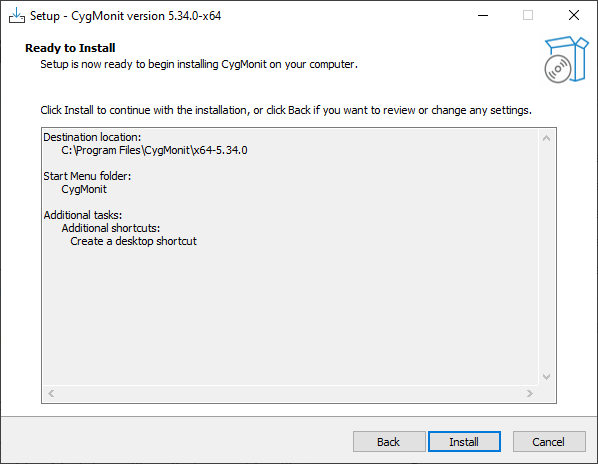 Setup - CygMonit version 5.34.0-x64
Ready to Install
Setup is now ready to begin installing CygMonit on your computer.
Click Install to continue with the installation, or click Back if you want to review or change any settings.
Destination location:
C:\Program Files\CygMonit\x64-5.34.0
Start Menu folder:
CygMonit
Additional tasks:
Additional shortcuts:
Create a desktop shortcut
Back
Install
Cancel